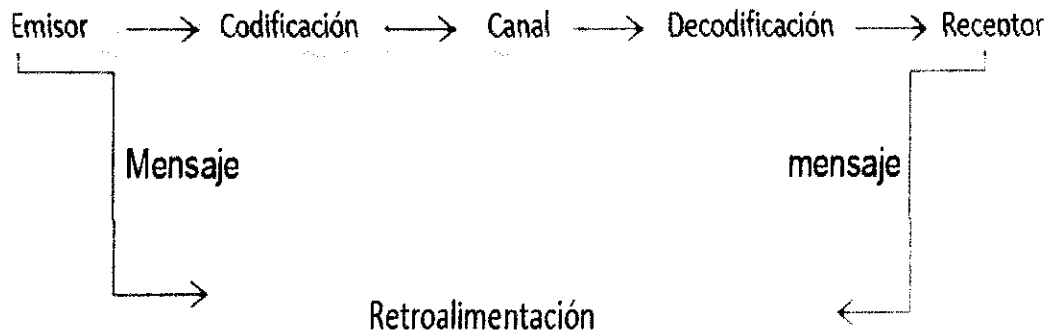 Emisor → Codificación → Canal → Decodificación → Receptor
Mensaje mensaje
Retroalimentación